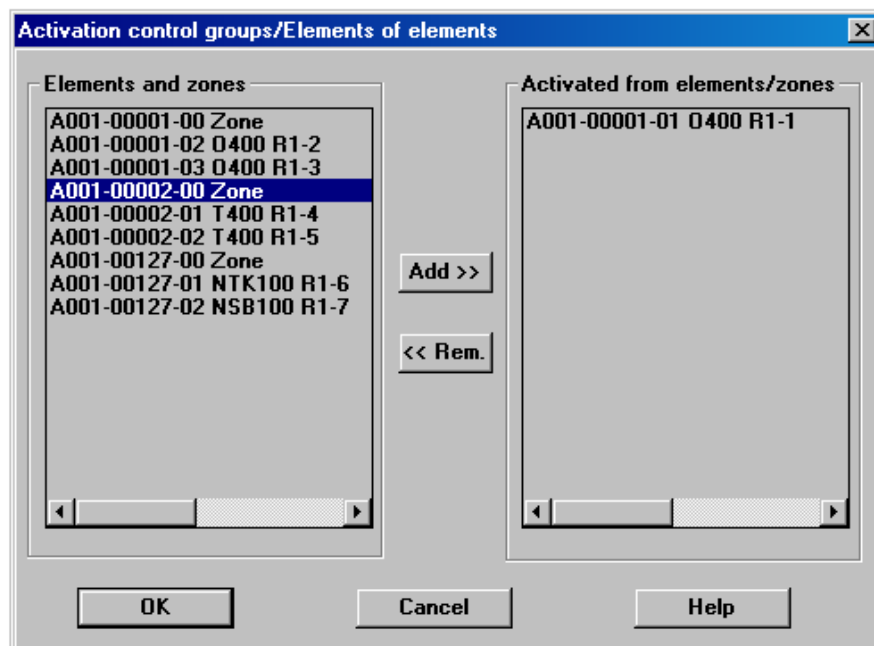 Activation control groups/Elements of elements
Elements and zones
A001-00001-00 Zone
A001-00001-02 O400 R1-2
A001-00001-03 O400 R1-3
A001-00002-00 Zone
A001-00002-01 T400 R1-4
A001-00002-02 T400 R1-5
A001-00127-00 Zone
A001-00127-01 NTK100 R1-6
A001-00127-02 NSB100 R1-7
Add >>
<< Rem.
Activated from elements/zones
A001-00001-01 O400 R1-1
OK
Cancel
Help